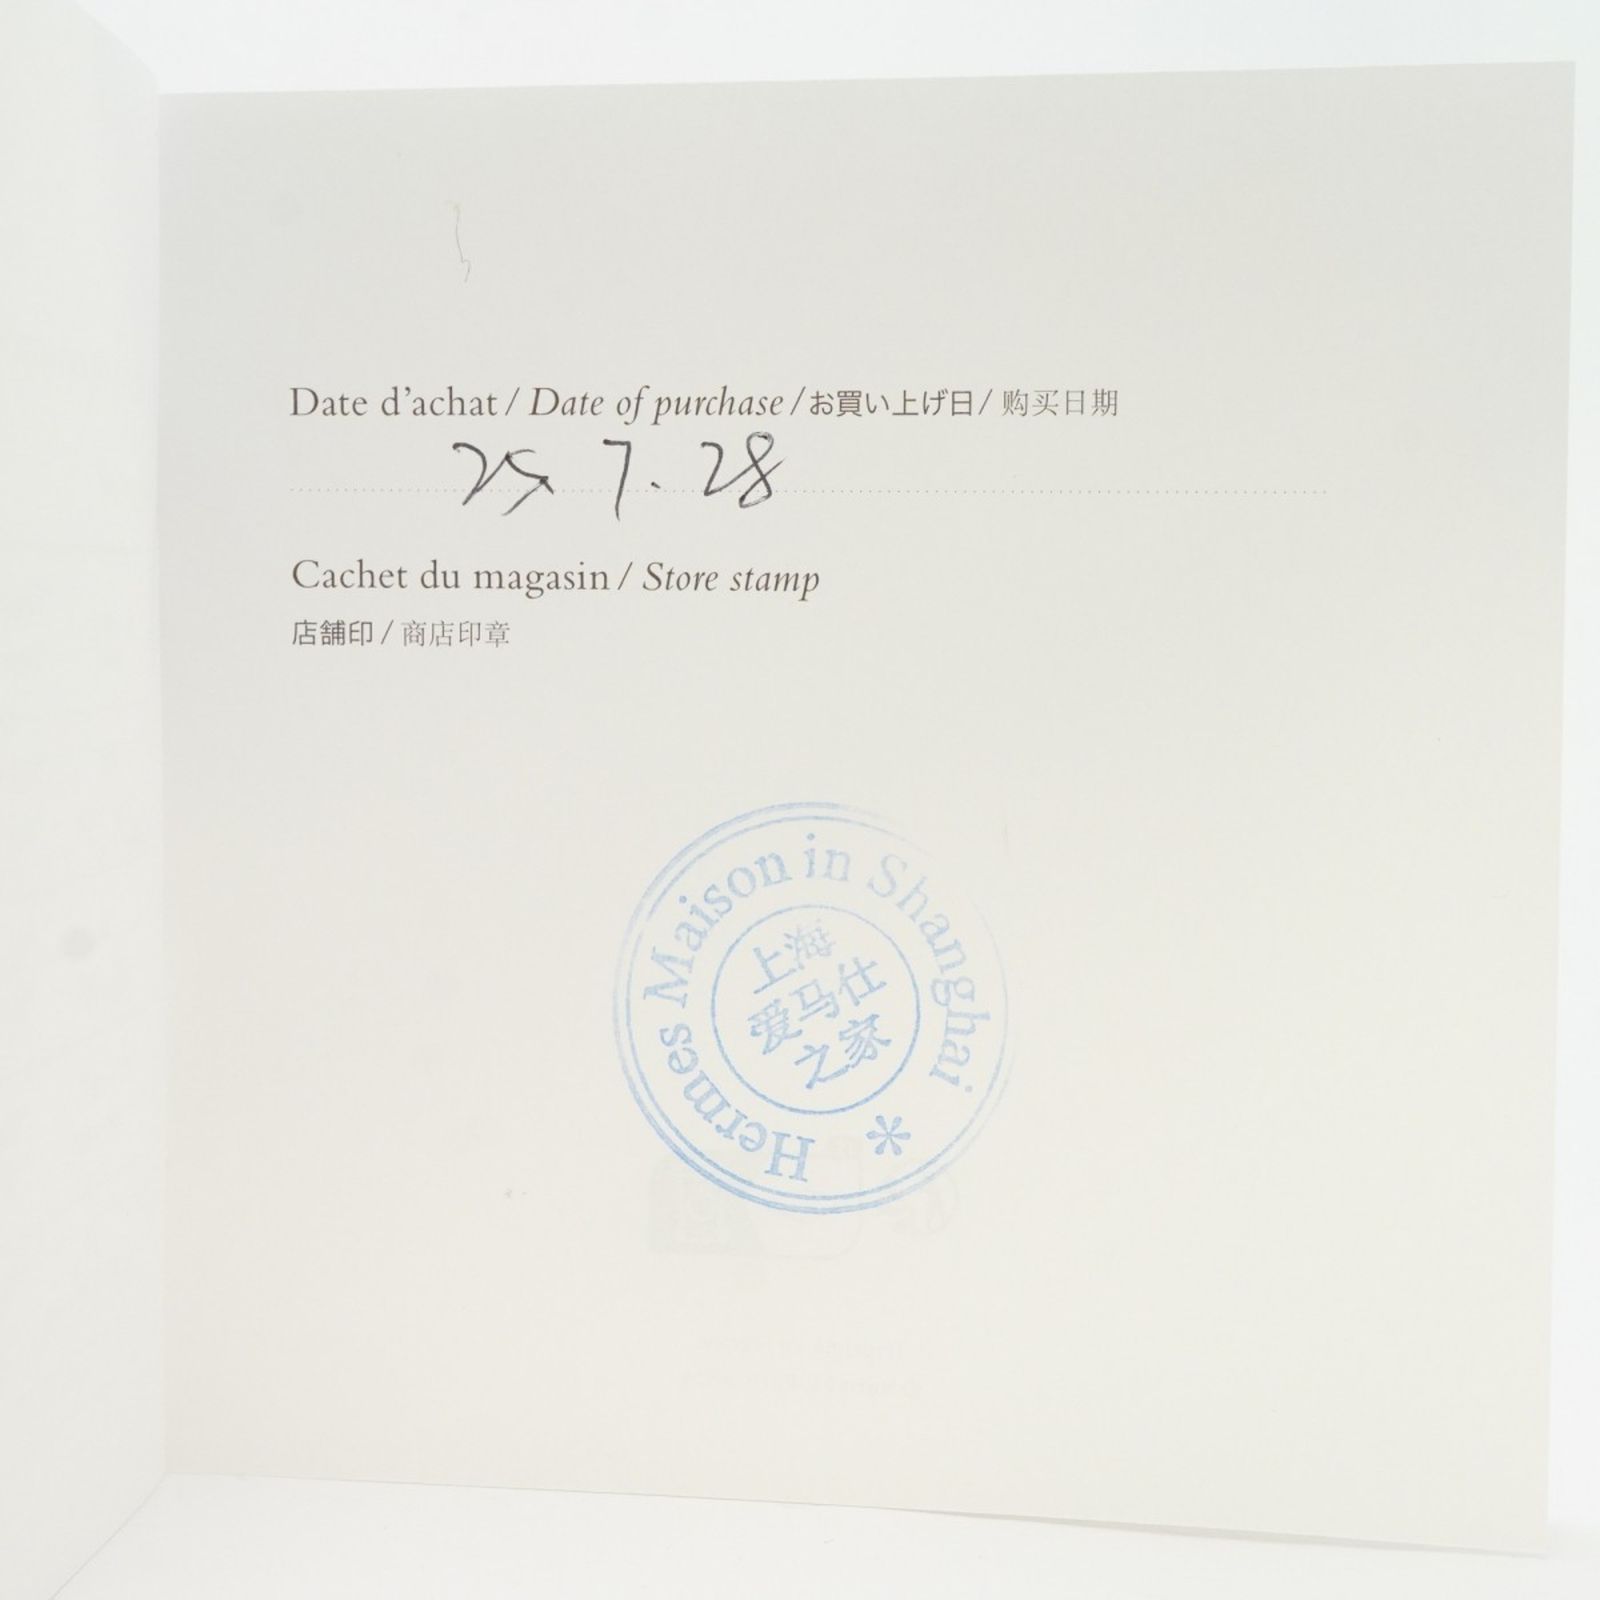 Date d'achat / Date of purchase / お買い上げ日 / 购买日期
25. 7. 28
Cachet du magasin / Store stamp
店舗印 / 商店印章
Hermes Maison in Shanghai *
上海
爱马仕
之家